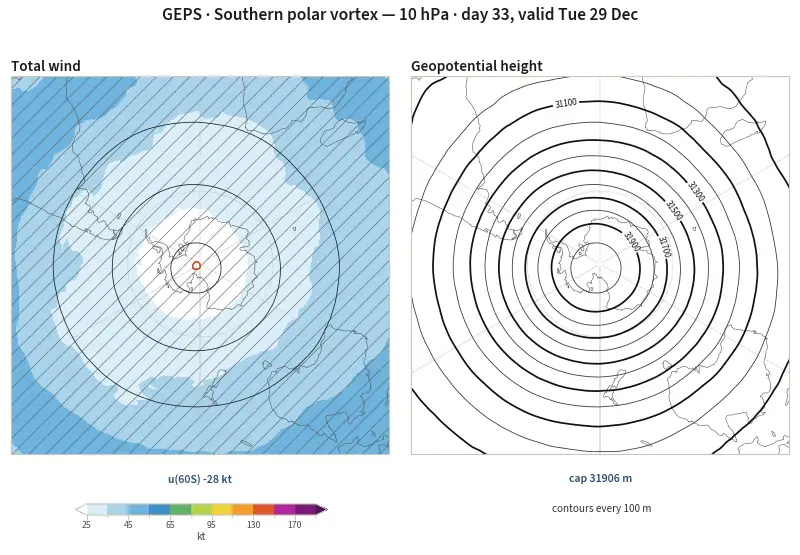 GEPS · Southern polar vortex — 10 hPa · day 33, valid Tue 29 Dec
Total wind
Geopotential height
31100
31300
31500
31700
31900
u(60S) -28 kt
cap 31906 m
contours every 100 m
25 45 65 95 130 170
kt